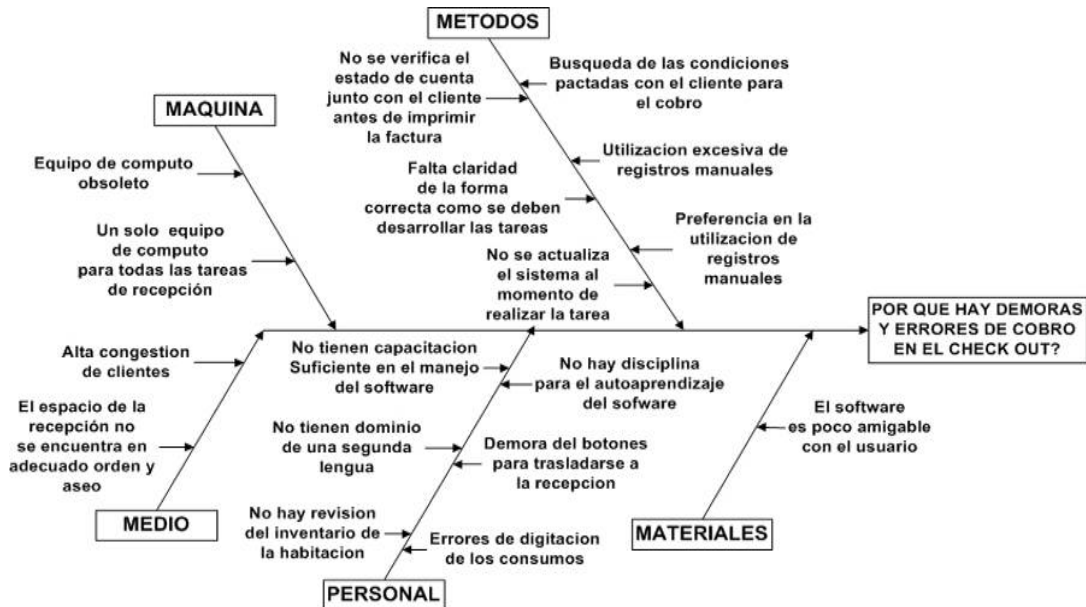 METODOS
No se verifica el
estado de cuenta
junto con el cliente
antes de imprimir
la factura
Busqueda de las condiciones
pactadas con el cliente para
el cobro
MAQUINA
Equipo de computo
obsoleto
Utilizacion excesiva de
registros manuales
Falta claridad
de la forma
correcta como se deben
desarrollar las tareas
Un solo equipo
de computo
para todas las tareas
de recepción
Preferencia en la
utilizacion de
registros
manuales
No se actualiza
el sistema al
momento de
realizar la tarea
POR QUE HAY DEMORAS
Y ERRORES DE COBRO
EN EL CHECK OUT?
Alta congestion
de clientes
No tienen capacitacion
Suficiente en el manejo
del software
No hay disciplina
para el autoaprendizaje
del sofware
El espacio de la
recepción no
se encuentra en
adecuado orden y
aseo
No tienen dominio
de una segunda
lengua
Demora del botones
para trasladarse a
la recepcion
El software
es poco amigable
con el usuario
MEDIO
No hay revision
del inventario de
la habitacion
Errores de digitacion
de los consumos
MATERIALES
PERSONAL